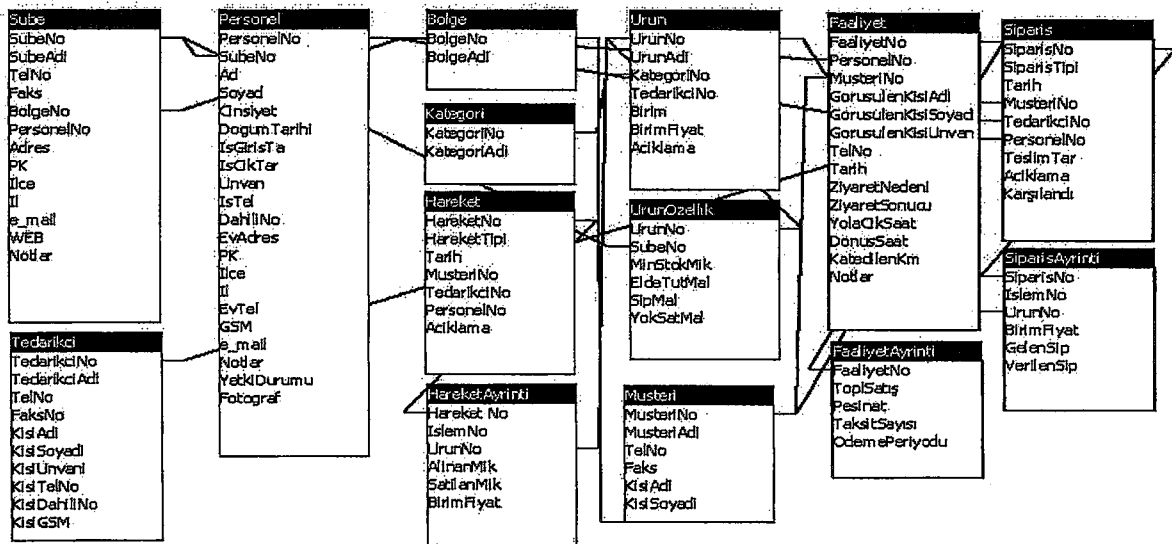 Sube
SubeNo
SubeAdi
TelNo
Faks
BolgeNo
PersonelNo
Adres
PK
Ilce
Il
e_mail
WEB
Notlar
Tedarikci
TedarikciNo
TedarikciAdi
TelNo
FaksNo
KisiAdi
KisiSoyadi
KisiUnvani
KisiTelNo
KisiDahiliNo
KisiGSM
Personel
PersonelNo
SubeNo
Ad
Soyad
Cinsiyet
DogumTarihi
IsGirisTa
IsCikTar
Unvan
IsTel
DahiliNo
EvAdres
PK
Ilce
Il
EvTel
GSM
e_mail
Notlar
YetkiDurumu
Fotograf
Bolge
BolgeNo
BolgeAdi
Kategori
KategoriNo
KategoriAdi
Hareket
HareketNo
HareketTipi
Tarih
MusteriNo
TedarikciNo
PersonelNo
Aciklama
HareketAyrinti
Hareket No
IslemNo
UrunNo
AlinanMik
SatilanMik
BirimFiyat
Urun
UrunNo
UrunAdi
KategoriNo
TedarikciNo
Birim
BirimFiyat
Aciklama
UrunOzellik
UrunNo
SubeNo
MinStokMik
EldeTutMal
SipMal
YokSatMal
Musteri
MusteriNo
MusteriAdi
TelNo
Faks
KisiAdi
KisiSoyadi
Faaliyet
FaaliyetNo
PersonelNo
MusteriNo
GorusulenKisiAdi
GorusulenKisiSoyad
GorusulenKisiUnvan
TelNo
Tarih
ZiyaretNedeni
ZiyaretSonucu
YolaCikSaat
DonusSaat
KatedilenKm
Notlar
FaaliyetAyrinti
FaaliyetNo
ToplSatış
Pesinat
TaksitSayısı
OdemePeriyodu
Siparis
SiparisNo
SiparisTipi
Tarih
MusteriNo
TedarikciNo
PersonelNo
TeslimTar
Aciklama
Karşılandı
SiparisAyrinti
SiparisNo
IslemNo
UrunNo
BirimFiyat
GelenSip
VerilenSip